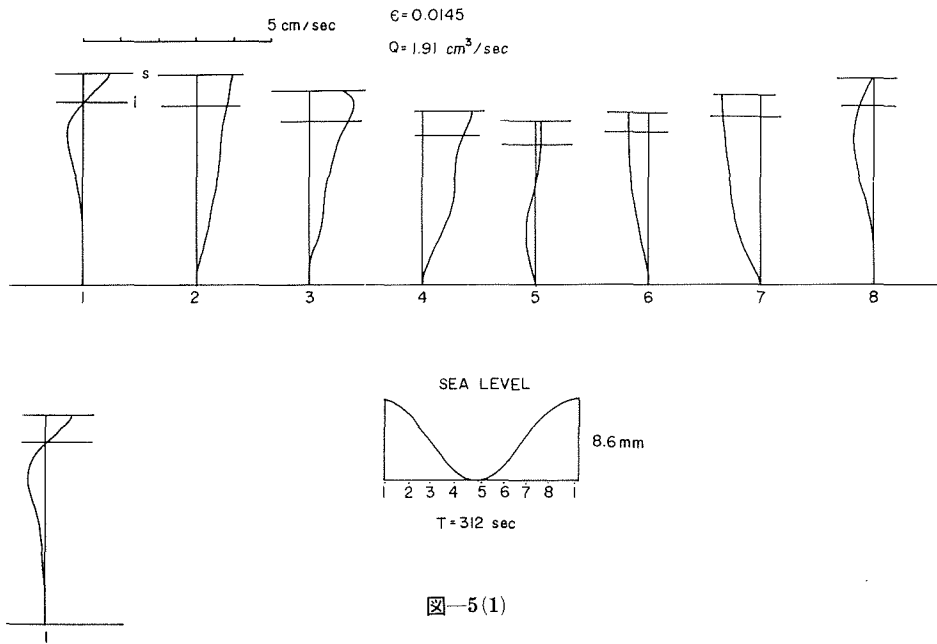 5 cm/sec
ϵ=0.0145
Q=1.91 cm³/sec
s
i
1 2 3 4 5 6 7 8
SEA LEVEL
8.6 mm
1 2 3 4 5 6 7 8 1
T=312 sec
1
図—5(1)